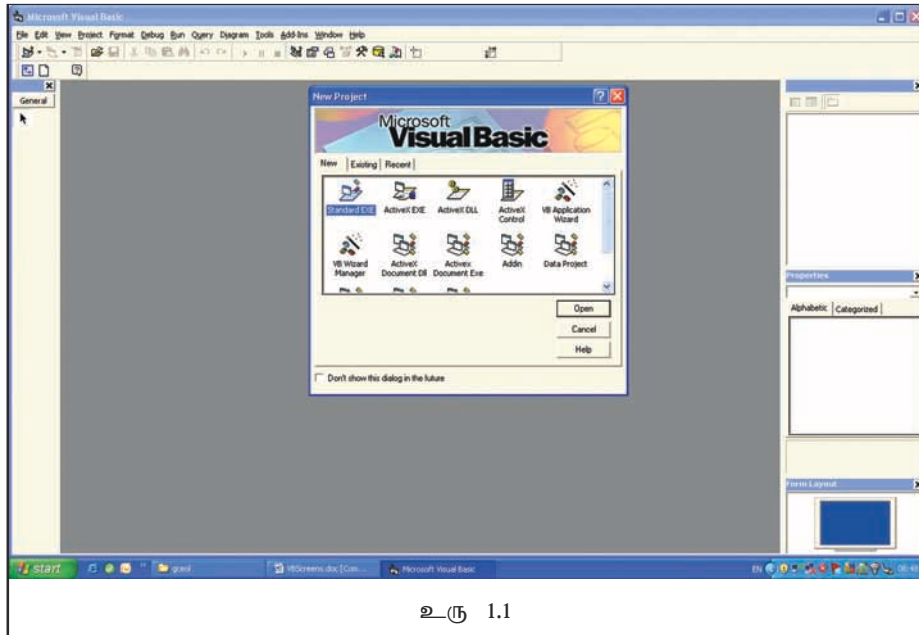 Microsoft Visual Basic
File Edit View Project Format Debug Run Query Diagram Tools Add-Ins Window Help
General
New Project
Microsoft
Visual Basic
New Existing Recent
Standard EXE ActiveX EXE ActiveX DLL ActiveX Control VB Application Wizard
VB Wizard Manager ActiveX Document Dll Activex Document Exe Addin Data Project
Open
Cancel
Help
Don't show this dialog in the future
Properties
Alphabetic Categorized
Form Layout
start VBScreens.doc [Com... Microsoft Visual Basic EN
உரு 1.1